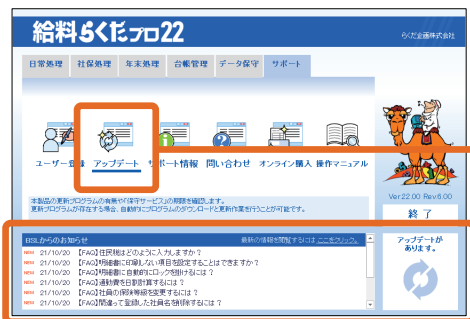 給料らくだプロ22
らくだ企画株式会社
日常処理 社保処理 年末処理 台帳管理 データ保守 サポート
ユーザー登録 アップデート サポート情報 問い合わせ オンライン購入 操作マニュアル
本製品の更新プログラムの有無や「保守サービス」の期限を確認します。
更新プログラムが存在する場合、自動的にプログラムのダウンロードと更新作業を行うことが可能です。
Ver.22.00 Rev.6.00
終 了
BSLからのお知らせ
最新の情報を閲覧するには ここをクリック。
NEW 21/10/20 【FAQ】住民税はどのように入力しますか？
NEW 21/10/20 【FAQ】明細書に印刷しない項目を設定することはできますか？
NEW 21/10/20 【FAQ】明細書に自動的にロックを掛けるには？
NEW 21/10/20 【FAQ】通勤費を日割計算するには？
NEW 21/10/20 【FAQ】社員の保険等級を変更するには？
NEW 21/10/20 【FAQ】間違って登録した社員名を削除するには？
アップデートが
あります。